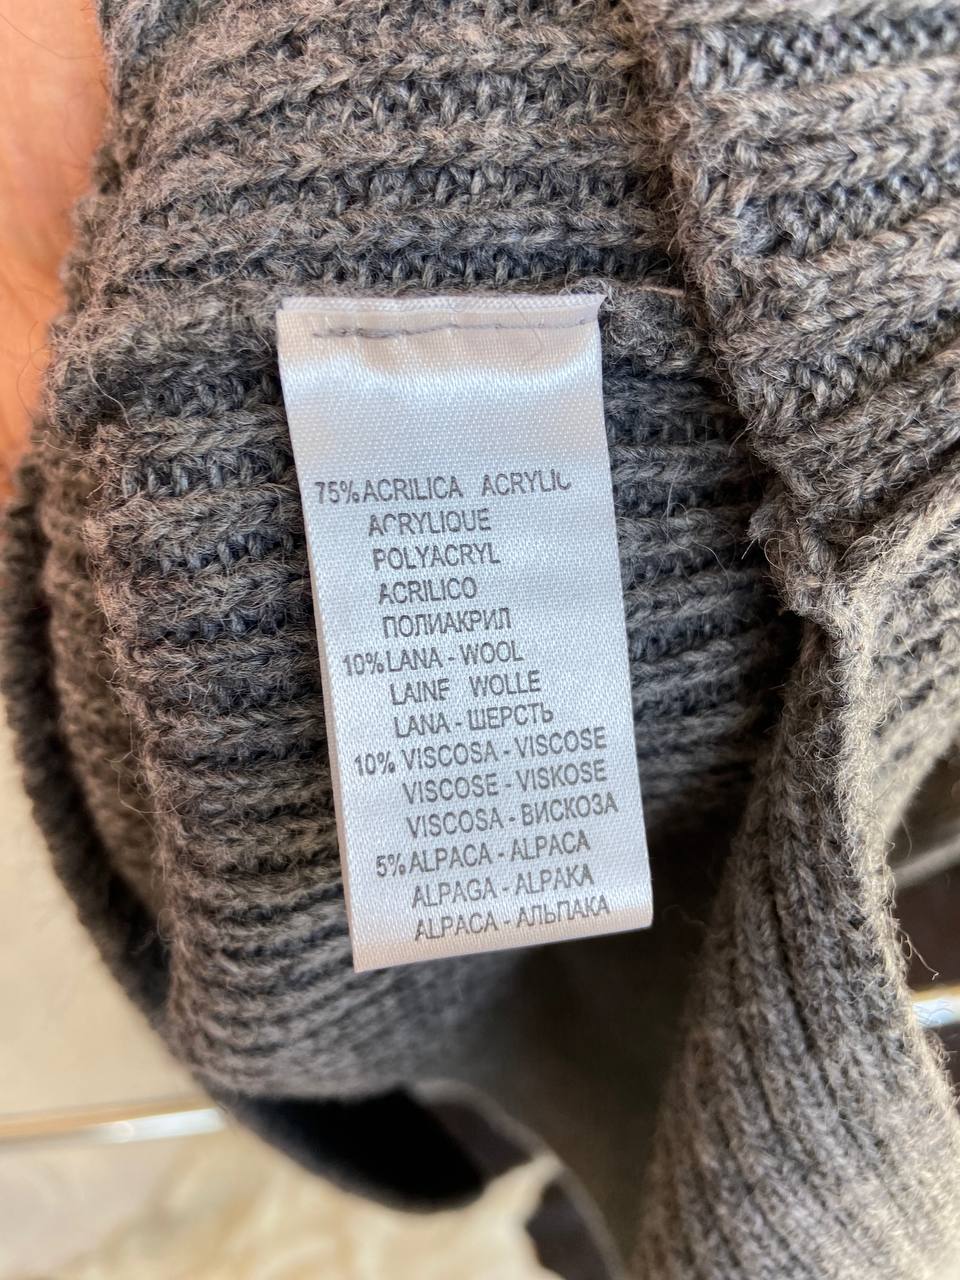 75% ACRILICA ACRYLIC
ACRYLIQUE
POLYACRYL
ACRILICO
ПОЛИАКРИЛ
10% LANA - WOOL
LAINE WOLLE
LANA - ШЕРСТЬ
10% VISCOSA - VISCOSE
VISCOSE - VISKOSE
VISCOSA - ВИСКОЗА
5% ALPACA - ALPACA
ALPAGA - ALPAKA
ALPACA - АЛЬПАКА